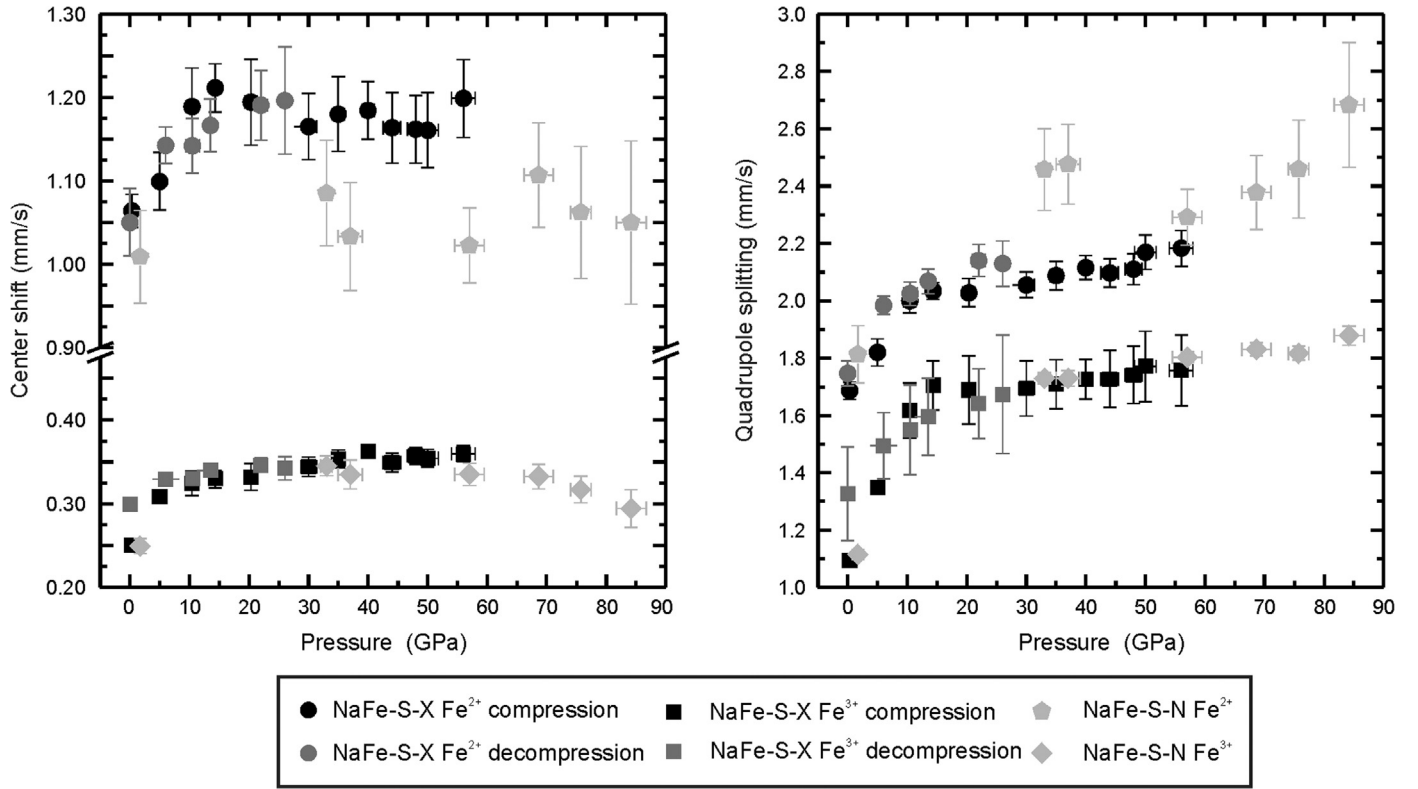 Center shift (mm/s)
1.30
1.20
1.10
1.00
0.90
0.40
0.30
0.20
0 10 20 30 40 50 60 70 80 90
Pressure (GPa)
Quadrupole splitting (mm/s)
3.0
2.8
2.6
2.4
2.2
2.0
1.8
1.6
1.4
1.2
1.0
0 10 20 30 40 50 60 70 80 90
Pressure (GPa)
NaFe-S-X Fe²⁺ compression
NaFe-S-X Fe³⁺ compression
NaFe-S-N Fe²⁺
NaFe-S-X Fe²⁺ decompression
NaFe-S-X Fe³⁺ decompression
NaFe-S-N Fe³⁺